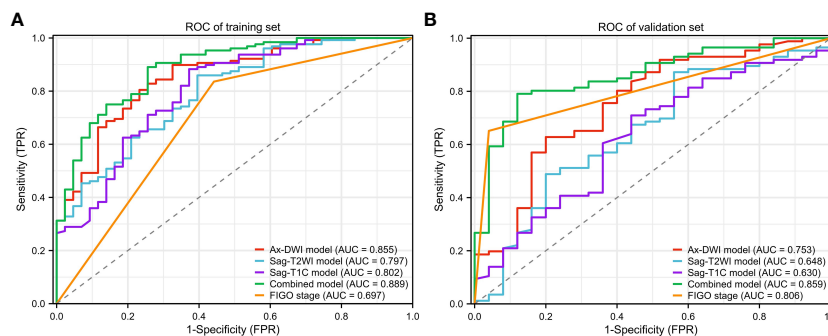 A
ROC of training set
1.0
0.8
0.6
0.4
0.2
0.0
Sensitivity (TPR)
Ax-DWI model (AUC = 0.855)
Sag-T2WI model (AUC = 0.797)
Sag-T1C model (AUC = 0.802)
Combined model (AUC = 0.889)
FIGO stage (AUC = 0.697)
0.0 0.2 0.4 0.6 0.8 1.0
1-Specificity (FPR)
B
ROC of validation set
1.0
0.8
0.6
0.4
0.2
0.0
Sensitivity (TPR)
Ax-DWI model (AUC = 0.753)
Sag-T2WI model (AUC = 0.648)
Sag-T1C model (AUC = 0.630)
Combined model (AUC = 0.859)
FIGO stage (AUC = 0.806)
0.0 0.2 0.4 0.6 0.8
1-Specificity (FPR)